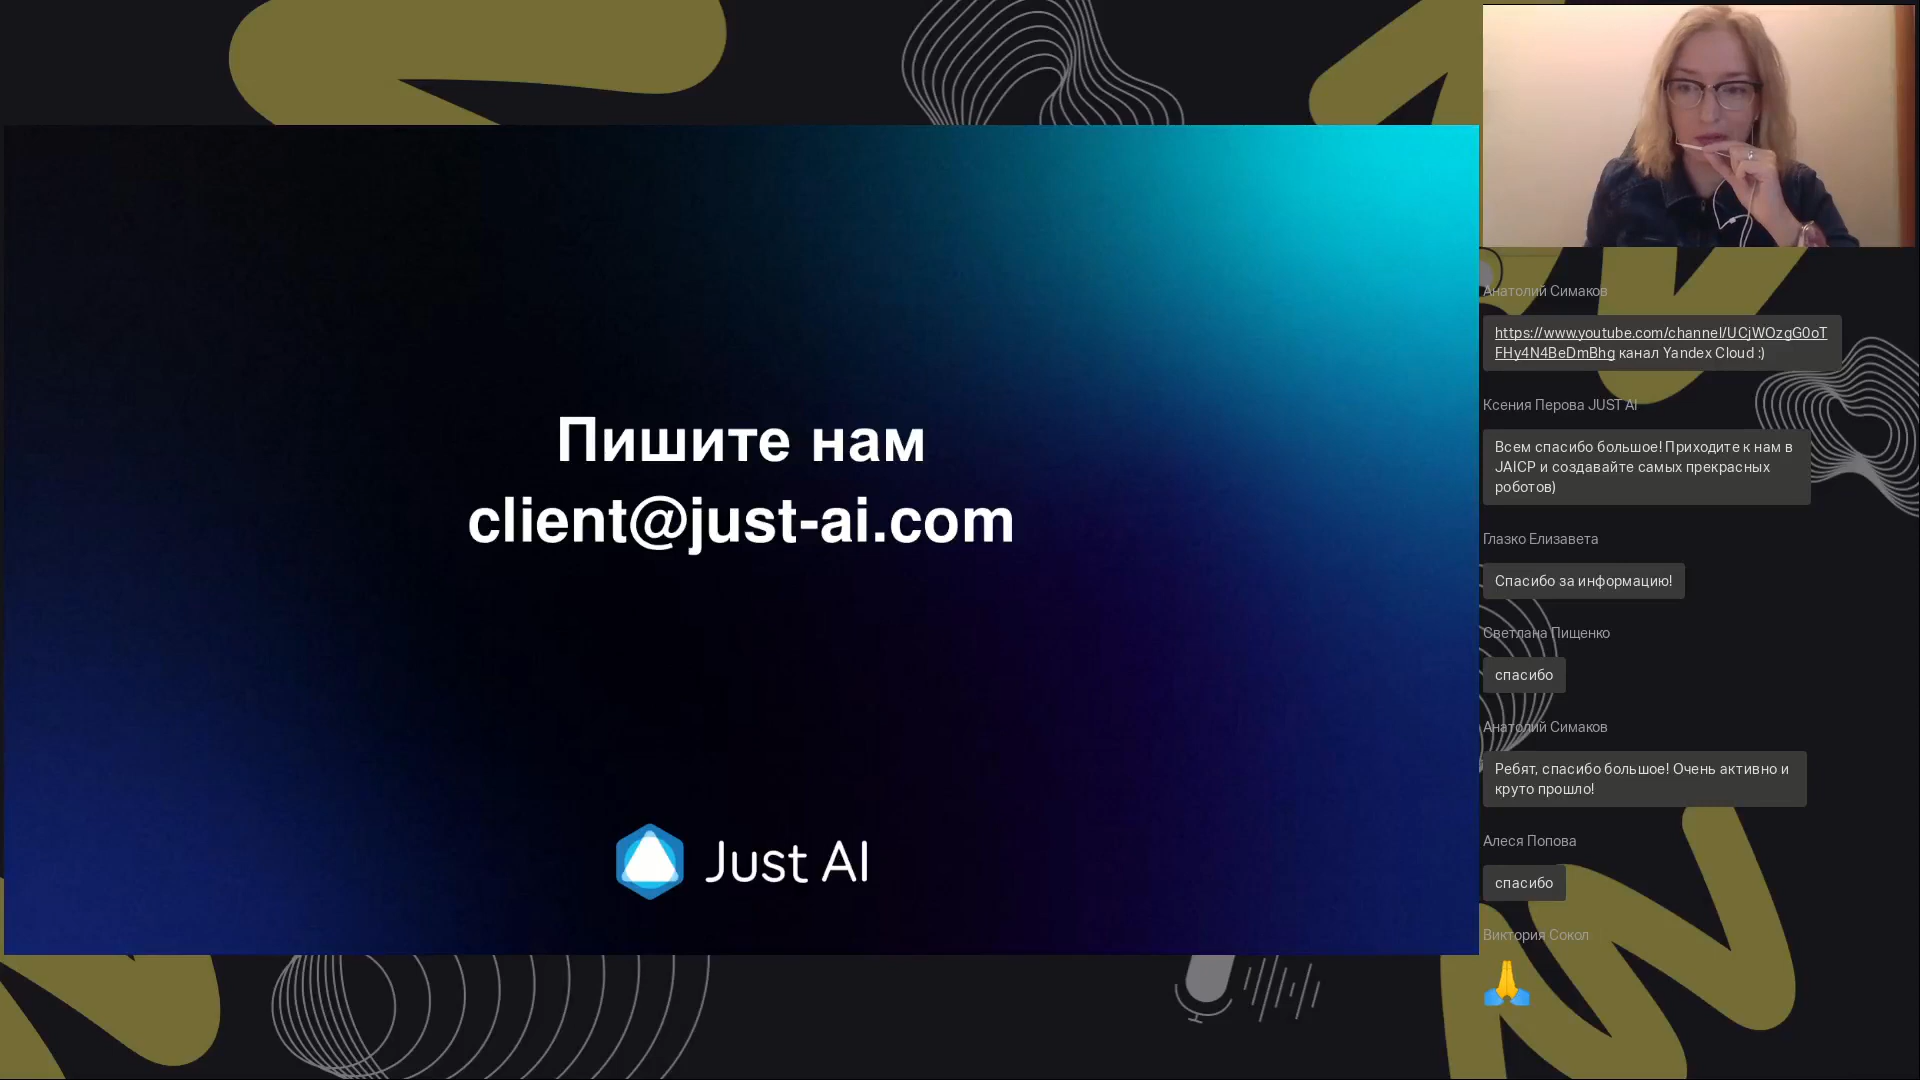 Пишите нам
client@just-ai.com
Just AI
Анатолий Симаков
https://www.youtube.com/channel/UCjWOzgG0oT
FHy4N4BeDmBhg канал Yandex Cloud :)
Ксения Перова JUST AI
Всем спасибо большое! Приходите к нам в
JAICP и создавайте самых прекрасных
роботов)
Глазко Елизавета
Спасибо за информацию!
Светлана Пищенко
спасибо
Анатолий Симаков
Ребят, спасибо большое! Очень активно и
круто прошло!
Алеся Попова
спасибо
Виктория Сокол
🙏